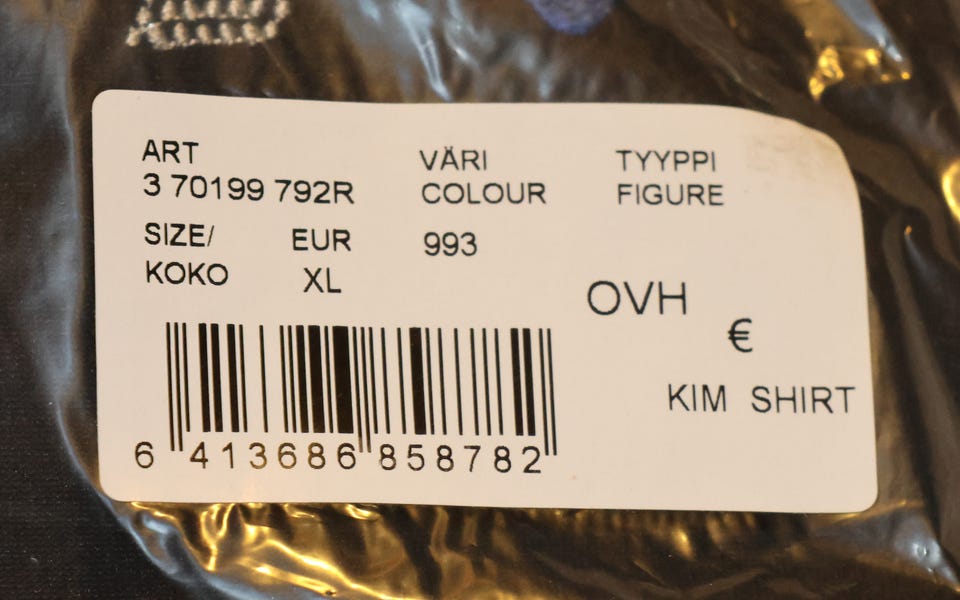 ART
3 70199 792R
VÄRI
COLOUR
TYYPPI
FIGURE
SIZE/
KOKO
EUR
XL
993
OVH
€
KIM SHIRT
6 413686 858782